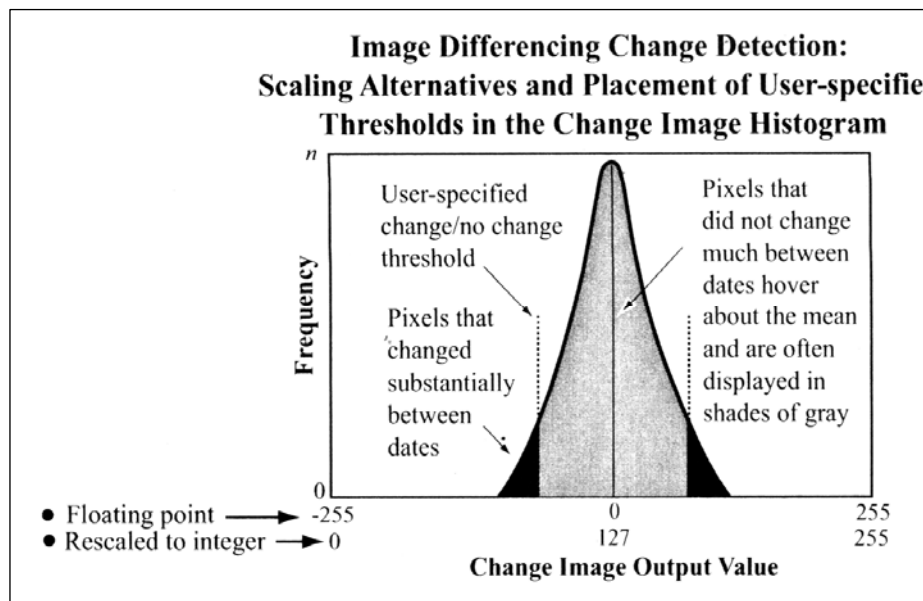 Image Differencing Change Detection:
Scaling Alternatives and Placement of User-specifie
Thresholds in the Change Image Histogram
n
User-specified
change/no change
threshold
Pixels that
changed
substantially
between
dates
Pixels that
did not change
much between
dates hover
about the mean
and are often
displayed in
shades of gray
Frequency
0
• Floating point -255 0 255
• Rescaled to integer 0 127 255
Change Image Output Value